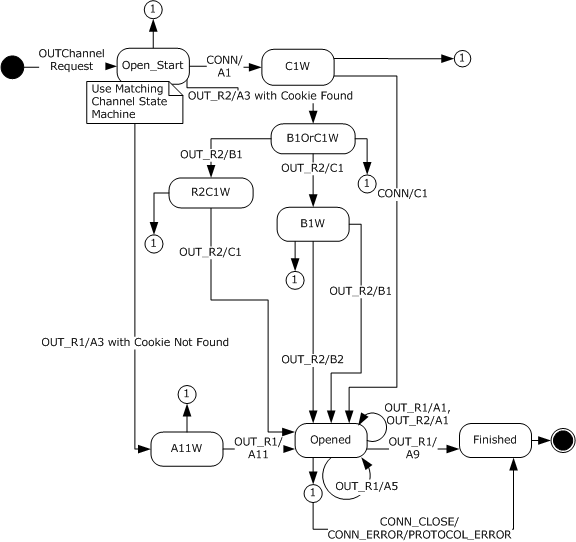 1
OUTChannel
Request
Open_Start
CONN/
A1
C1W
1
Use Matching
Channel State
Machine
OUT_R2/A3 with Cookie Found
B1OrC1W
OUT_R2/B1
OUT_R2/C1
1
R2C1W
CONN/C1
B1W
1
OUT_R2/C1
1
OUT_R2/B1
OUT_R1/A3 with Cookie Not Found
OUT_R2/B2
1
OUT_R1/A1,
OUT_R2/A1
A11W
OUT_R1/
A11
Opened
OUT_R1/
A9
Finished
OUT_R1/A5
1
CONN_CLOSE/
CONN_ERROR/PROTOCOL_ERROR